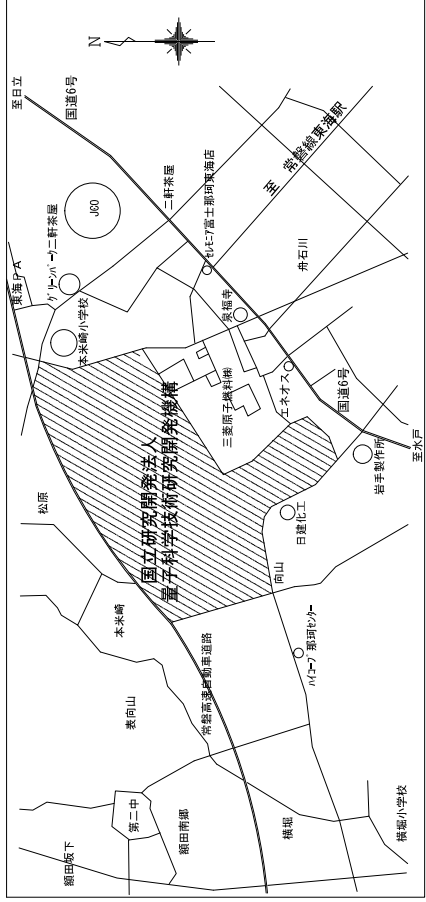 N
至日立
国道6号
JCO
二軒茶屋
至 常磐線東海駅
東海PA
グリーンパーク二軒茶屋
本米崎小学校
セレモニア富士那珂東海店
舟石川
泉福寺
三菱原子燃料㈱
エネオス
国道6号
国立研究開発法人
量子科学技術研究開発機構
松原
岩手製作所
至水戸
日建化工
向山
本米崎
ハイコープ那珂センター
常磐高速自動車道路
表向山
第二中
額田南郷
額田坂下
横堀
横堀小学校